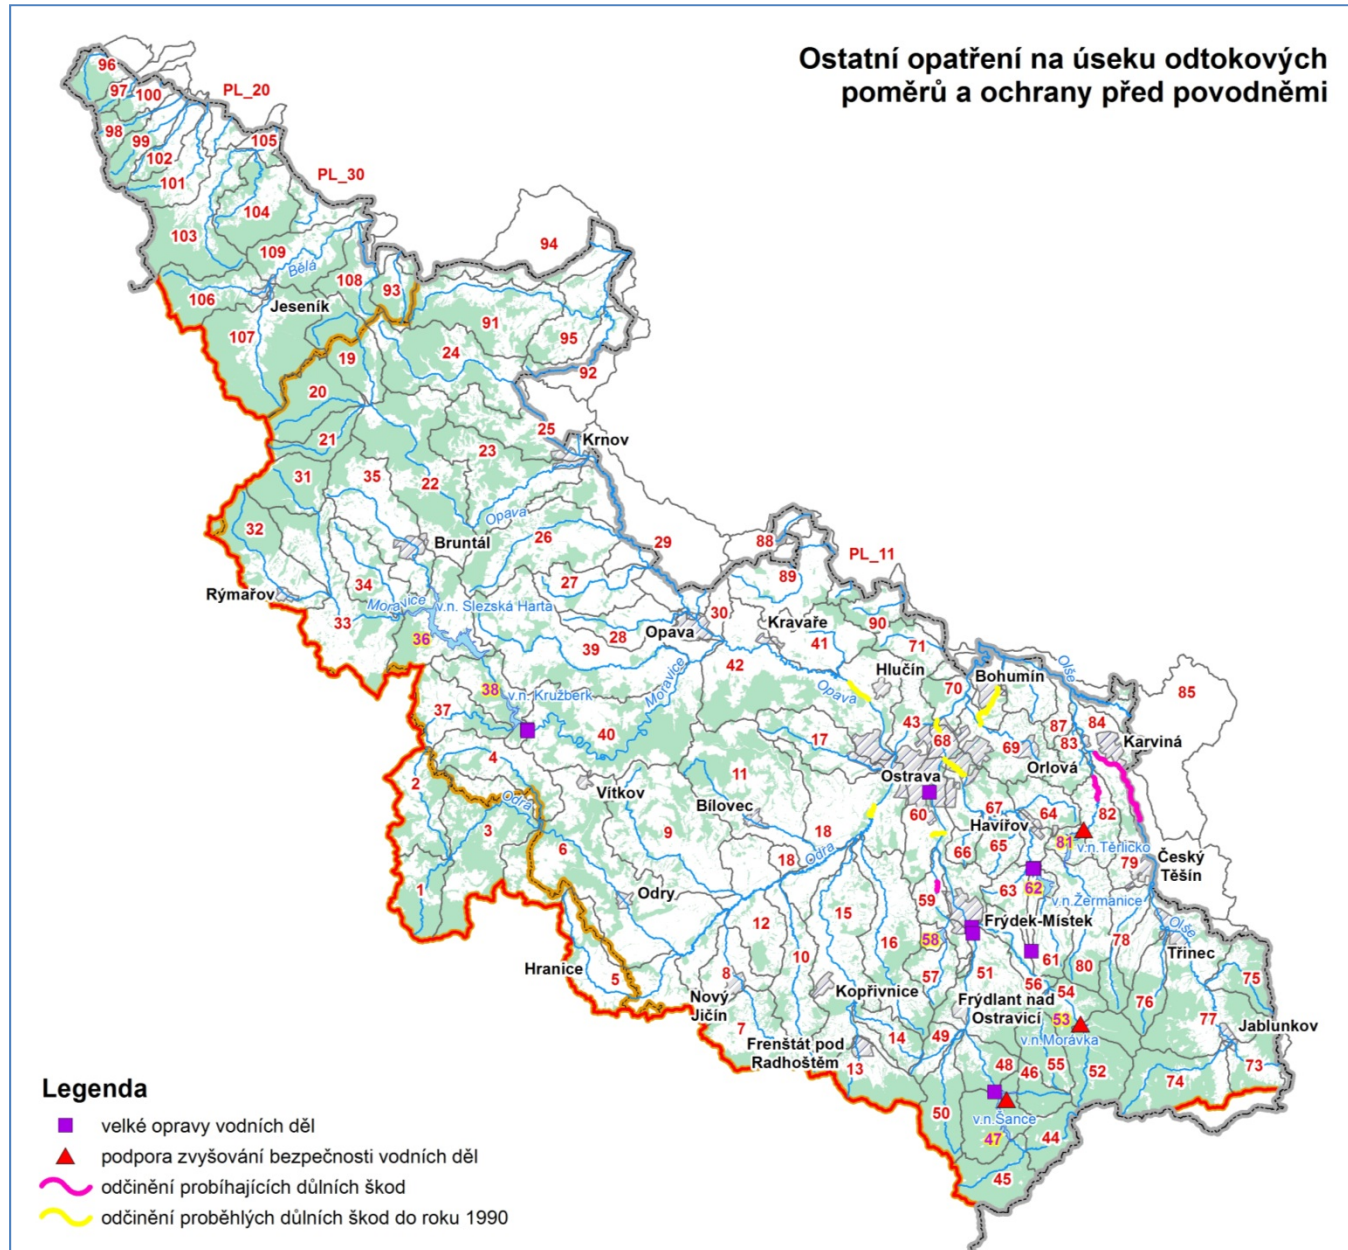 Ostatní opatření na úseku odtokových
poměrů a ochrany před povodněmi
96
97
100
PL_20
98
99
105
102
101
PL_30
104
103
94
109
Bělá
108
93
106
Jeseník
91
107
95
19
24
92
20
25
21
Krnov
23
31
35
22
Opava
32
26
29
88
Bruntál
PL_11
27
89
34
Rýmařov
Moravice
v.n. Slezská Harta
30
90
33
28
Opava
Kravaře
36
39
41
71
42
Olše
Hlučín
Bohumín
38
v.n. Kružberk
Moravice
Opava
70
85
37
40
43
87
84
17
68
69
83
Karviná
4
11
Ostrava
Orlová
2
Vítkov
Bílovec
Odra
67
64
82
60
Havířov
3
9
18
81
v.n. Těrlicko
6
18
Odra
66
65
79
Český
Těšín
1
Odry
59
63
62
v.n. Žermanice
12
15
Frýdek-Místek
Olše
16
58
78
Třinec
Hranice
8
10
61
80
5
57
51
75
Nový
Jičín
Kopřivnice
56
54
76
Frýdlant nad
Ostravicí
53
77
7
Frenštát pod
Radhoštěm
14
49
v.n. Morávka
Jablunkov
13
48
46
55
52
74
73
50
v.n. Šance
47
44
45
Legenda
velké opravy vodních děl
podpora zvyšování bezpečnosti vodních děl
odčinění probíhajících důlních škod
odčinění proběhlých důlních škod do roku 1990